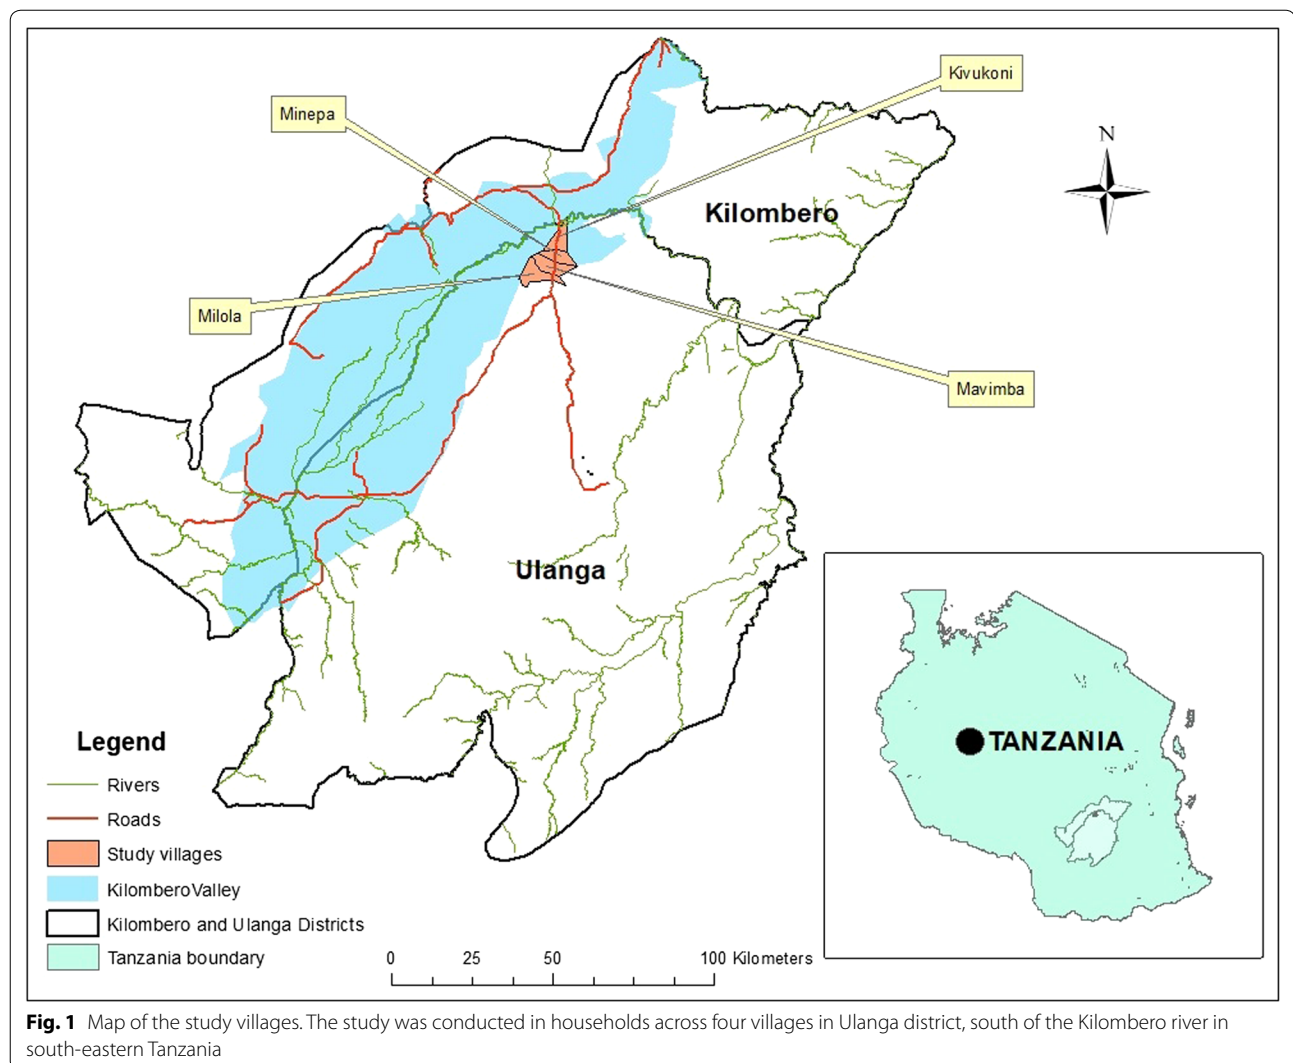 Kivukoni
Minepa
N
Kilombero
Milola
Mavimba
Ulanga
TANZANIA
Legend
Rivers
Roads
Study villages
KilomberoValley
Kilombero and Ulanga Districts
Tanzania boundary
0 25 50 100 Kilometers
Fig. 1 Map of the study villages. The study was conducted in households across four villages in Ulanga district, south of the Kilombero river in
south-eastern Tanzania